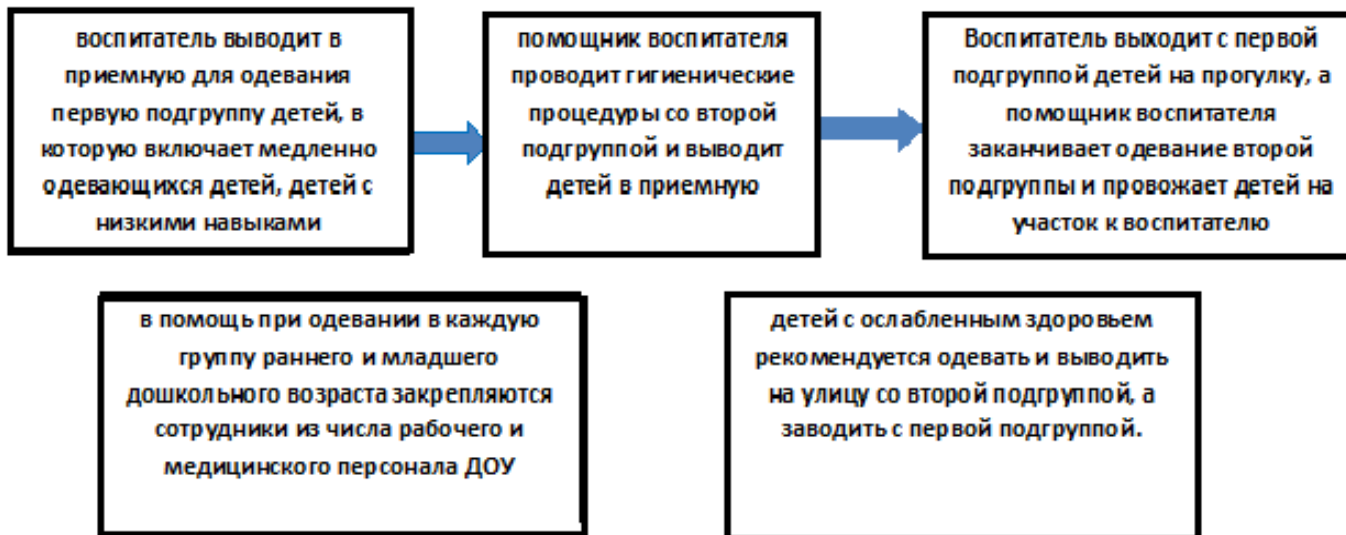 воспитатель выводит в
приемную для одевания
первую подгруппу детей, в
которую включает медленно
одевающихся детей, детей с
низкими навыками
помощник воспитателя
проводит гигиенические
процедуры со второй
подгруппой и выводит
детей в приемную
Воспитатель выходит с первой
подгруппой детей на прогулку, а
помощник воспитателя
заканчивает одевание второй
подгруппы и провожает детей на
участок к воспитателю
в помощь при одевании в каждую
группу раннего и младшего
дошкольного возраста закрепляются
сотрудники из числа рабочего и
медицинского персонала ДОУ
детей с ослабленным здоровьем
рекомендуется одевать и выводить
на улицу со второй подгруппой, а
заводить с первой подгруппой.